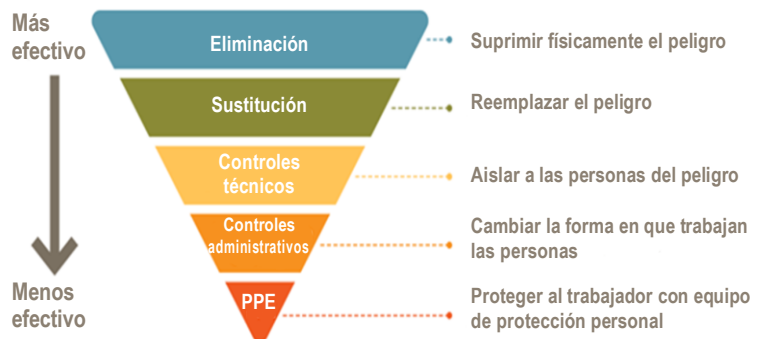 Más
efectivo
Eliminación
Suprimir físicamente el peligro
Sustitución
Reemplazar el peligro
Controles
técnicos
Aislar a las personas del peligro
Controles
administrativos
Cambiar la forma en que trabajan
las personas
Menos
efectivo
PPE
Proteger al trabajador con equipo
de protección personal